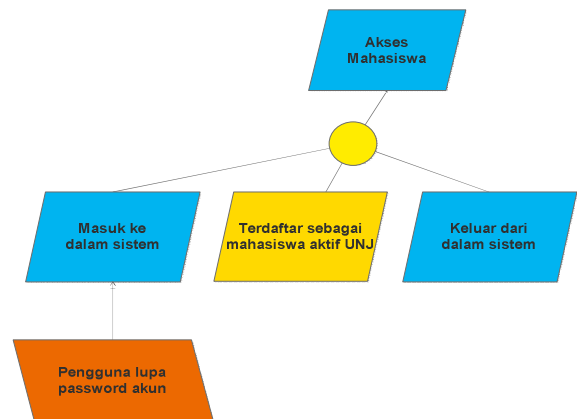 Akses
Mahasiswa
Masuk ke
dalam sistem
Terdaftar sebagai
mahasiswa aktif UNJ
Keluar dari
dalam sistem
Pengguna lupa
password akun